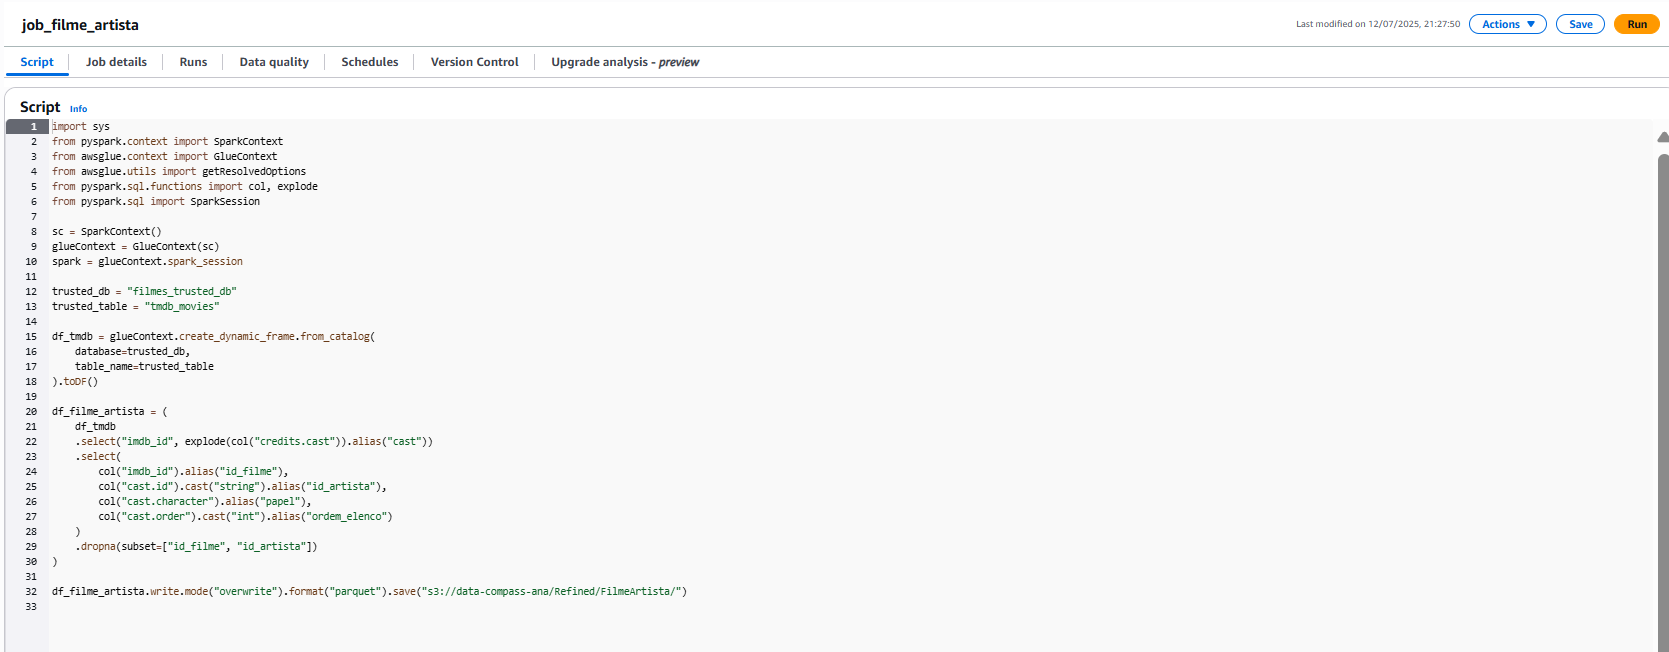 job_filme_artista
Last modified on 12/07/2025, 21:27:50 Actions ▼ Save Run
Script Job details Runs Data quality Schedules Version Control Upgrade analysis - preview
Script Info
1 import sys
2 from pyspark.context import SparkContext
3 from awsglue.context import GlueContext
4 from awsglue.utils import getResolvedOptions
5 from pyspark.sql.functions import col, explode
6 from pyspark.sql import SparkSession
7
8 sc = SparkContext()
9 glueContext = GlueContext(sc)
10 spark = glueContext.spark_session
11
12 trusted_db = "filmes_trusted_db"
13 trusted_table = "tmdb_movies"
14
15 df_tmdb = glueContext.create_dynamic_frame.from_catalog(
16     database=trusted_db,
17     table_name=trusted_table
18 ).toDF()
19
20 df_filme_artista = (
21     df_tmdb
22     .select("imdb_id", explode(col("credits.cast")).alias("cast"))
23     .select(
24         col("imdb_id").alias("id_filme"),
25         col("cast.id").cast("string").alias("id_artista"),
26         col("cast.character").alias("papel"),
27         col("cast.order").cast("int").alias("ordem_elenco")
28     )
29     .dropna(subset=["id_filme", "id_artista"])
30 )
31
32 df_filme_artista.write.mode("overwrite").format("parquet").save("s3://data-compass-ana/Refined/FilmeArtista/")
33